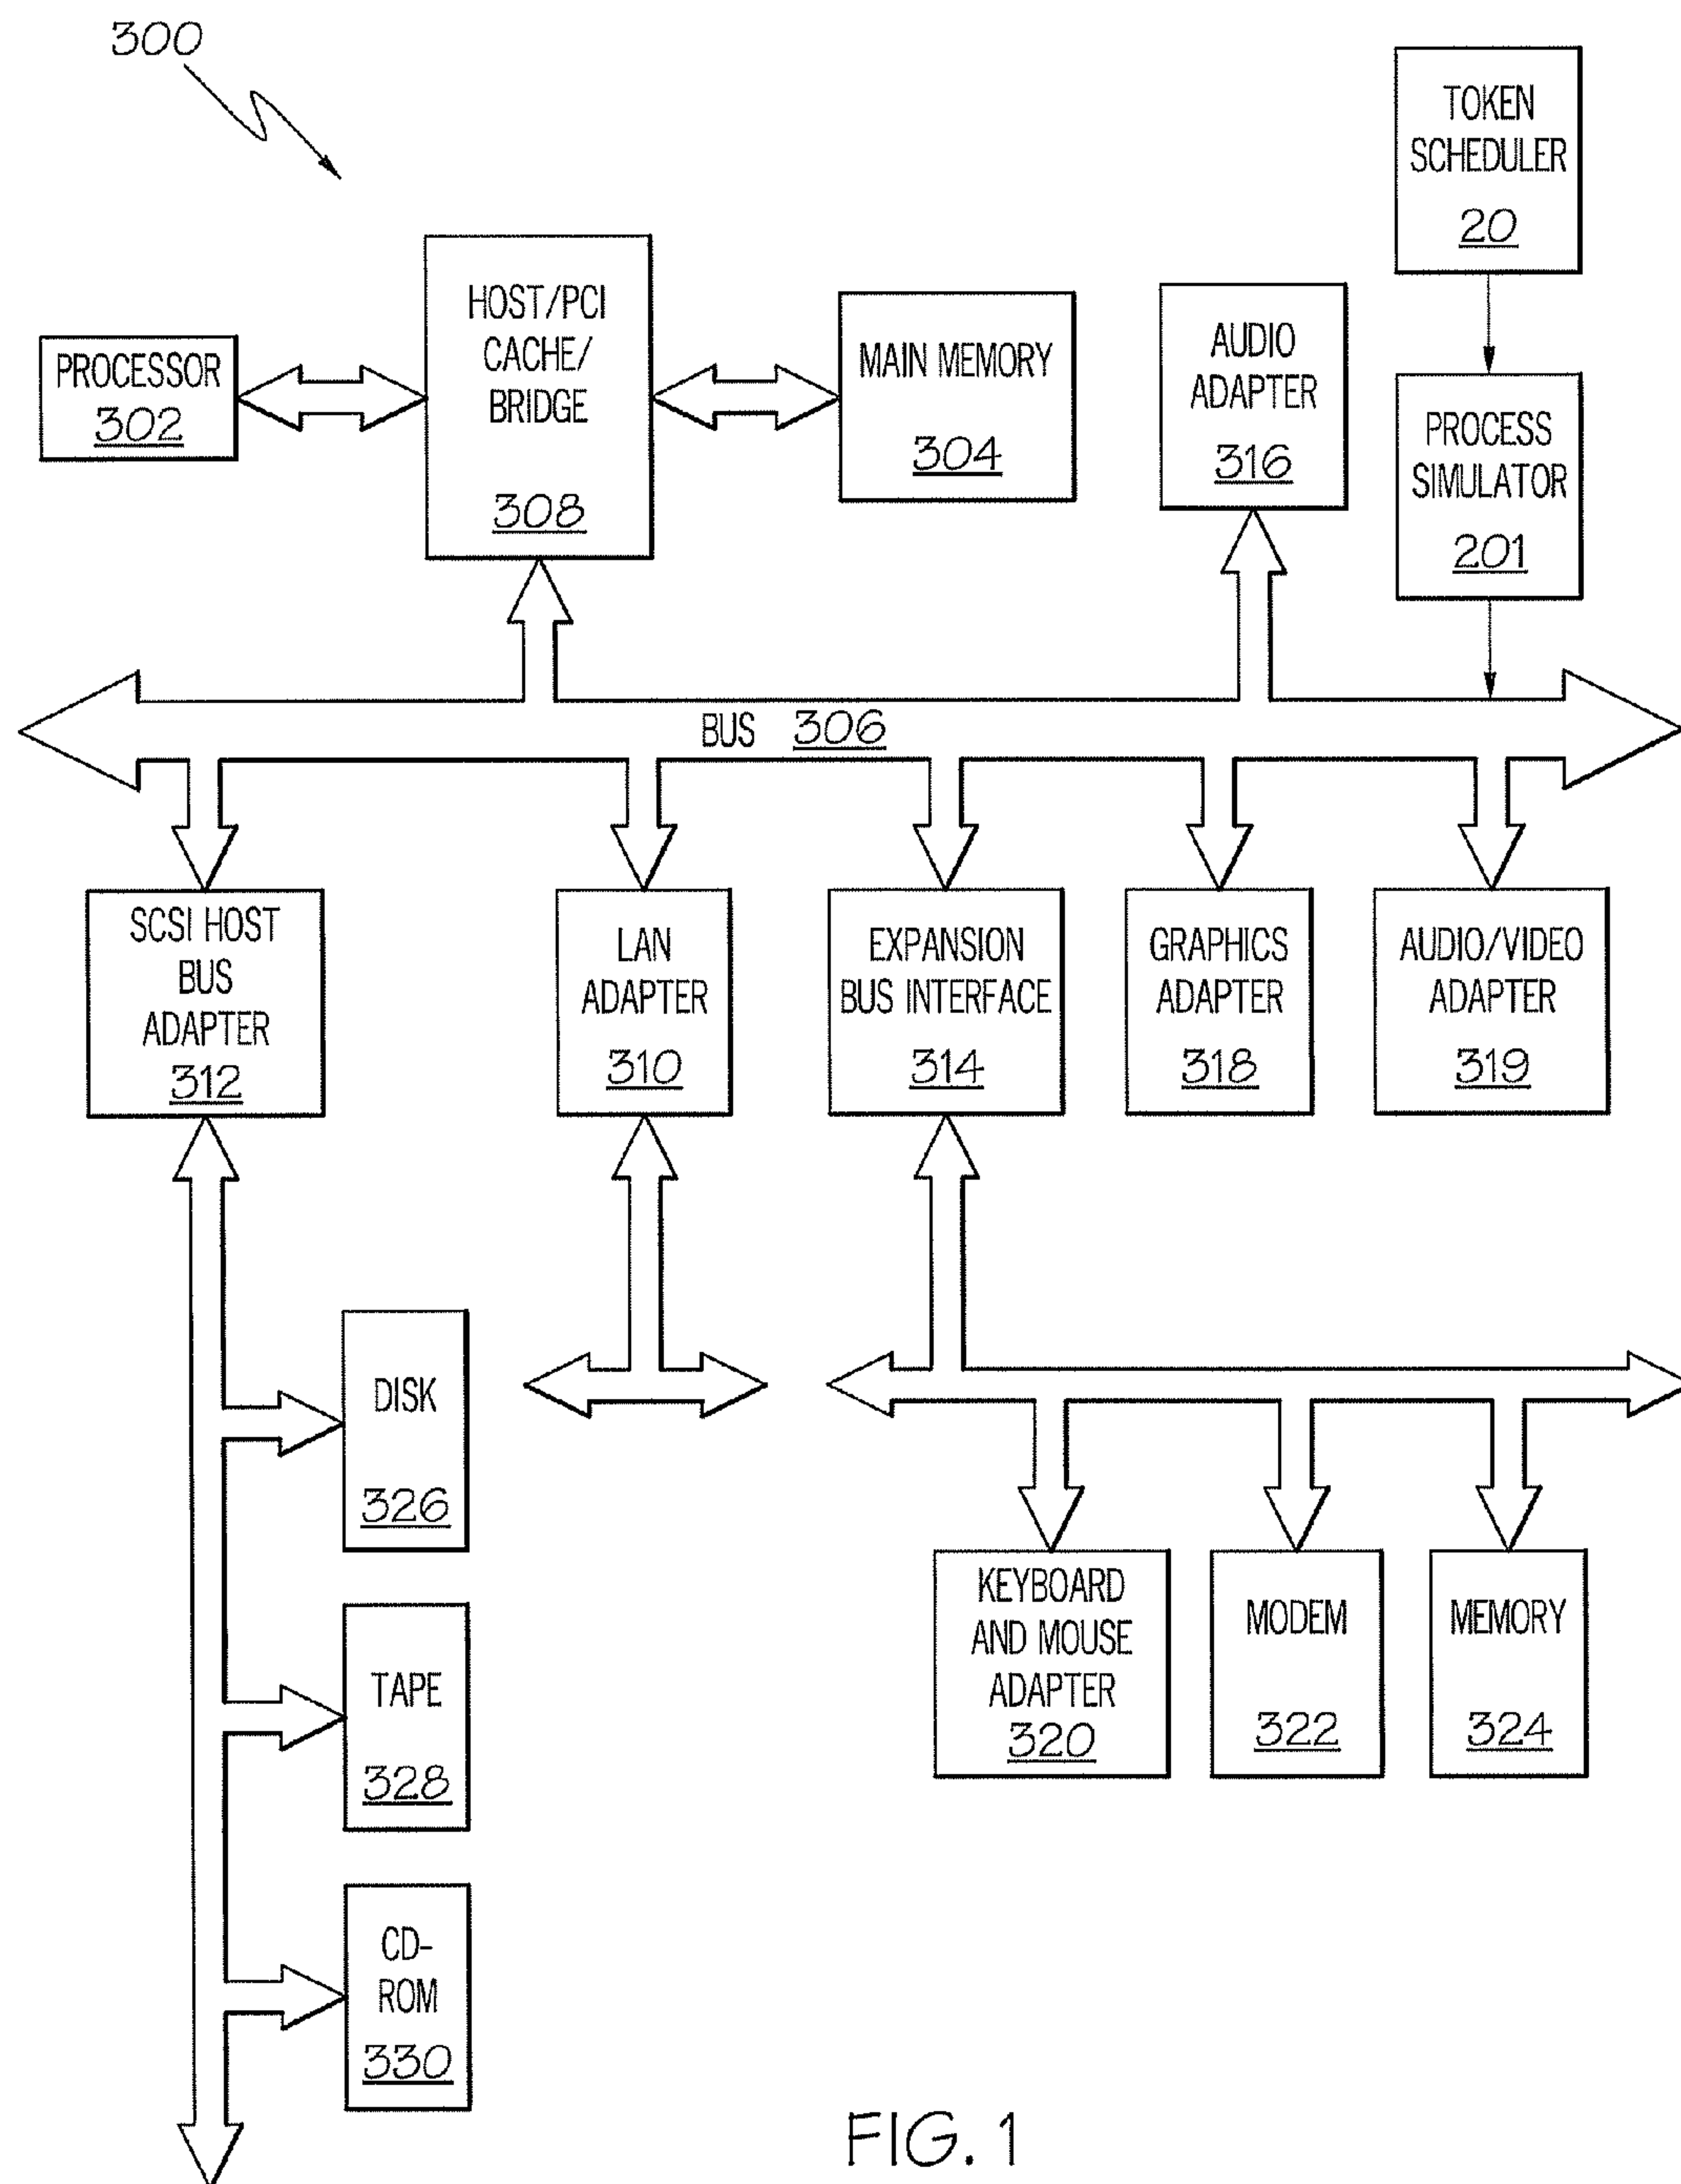 300
TOKEN
SCHEDULER
20
HOST/PCI
CACHE/
BRIDGE
308
PROCESSOR
302
MAIN MEMORY
304
AUDIO
ADAPTER
316
PROCESS
SIMULATOR
201
BUS 306
SCSI HOST
BUS
ADAPTER
312
LAN
ADAPTER
310
EXPANSION
BUS INTERFACE
314
GRAPHICS
ADAPTER
318
AUDIO/VIDEO
ADAPTER
319
DISK
326
TAPE
328
CD-
ROM
330
KEYBOARD
AND MOUSE
ADAPTER
320
MODEM
322
MEMORY
324
FIG. 1